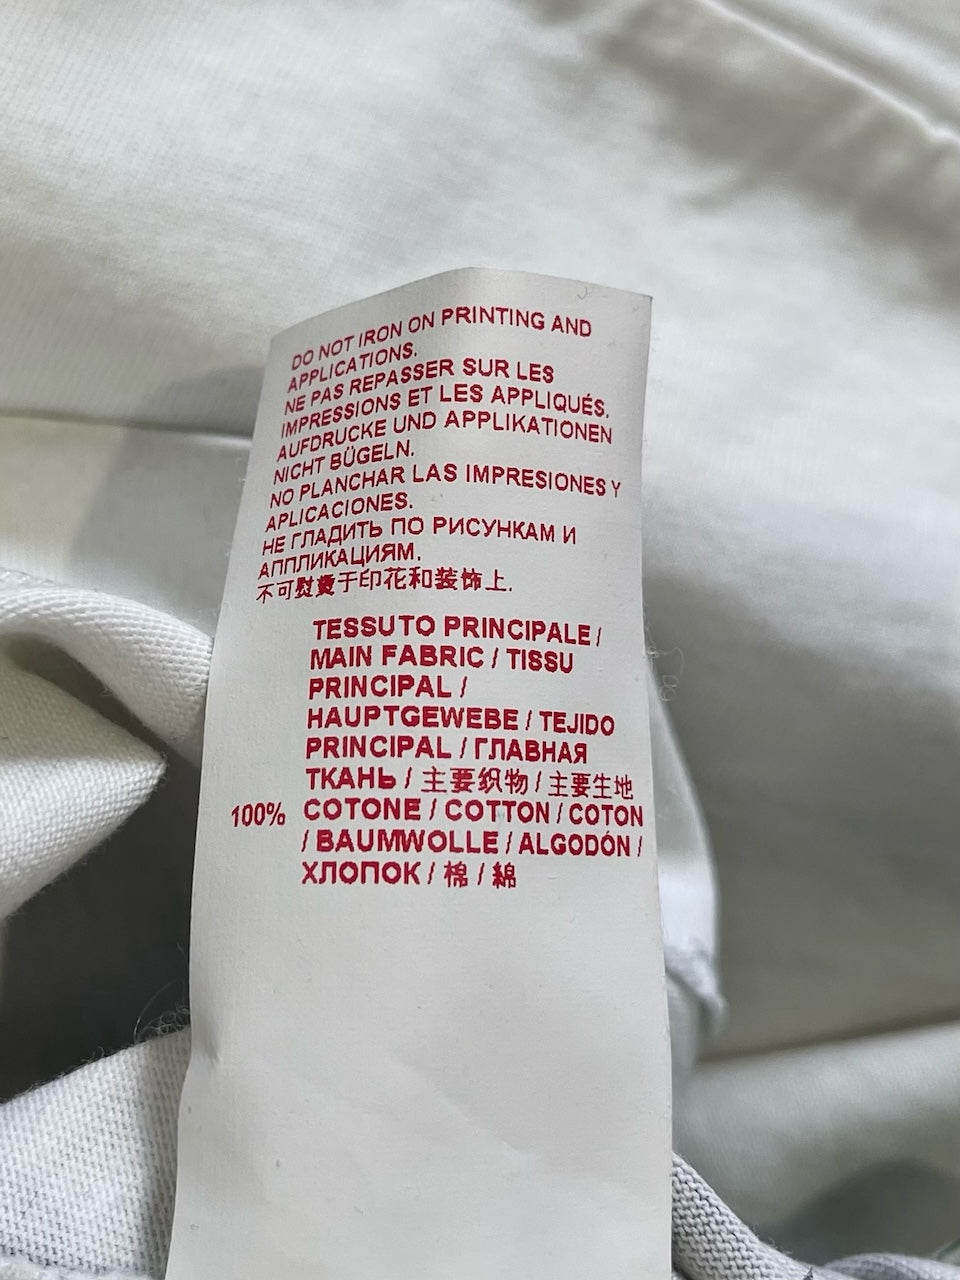 DO NOT IRON ON PRINTING AND
APPLICATIONS.
NE PAS REPASSER SUR LES
IMPRESSIONS ET LES APPLIQUÉS.
AUFDRUCKE UND APPLIKATIONEN
NICHT BÜGELN.
NO PLANCHAR LAS IMPRESIONES Y
APLICACIONES.
НЕ ГЛАДИТЬ ПО РИСУНКАМ И
АППЛИКАЦИЯМ.
不可熨烫于印花和装饰上.
TESSUTO PRINCIPALE /
MAIN FABRIC / TISSU
PRINCIPAL /
HAUPTGEWEBE / TEJIDO
PRINCIPAL / ГЛАВНАЯ
ТКАНЬ / 主要织物 / 主要生地
100% COTONE / COTTON / COTON
/ BAUMWOLLE / ALGODÓN /
ХЛОПОК / 棉 / 綿